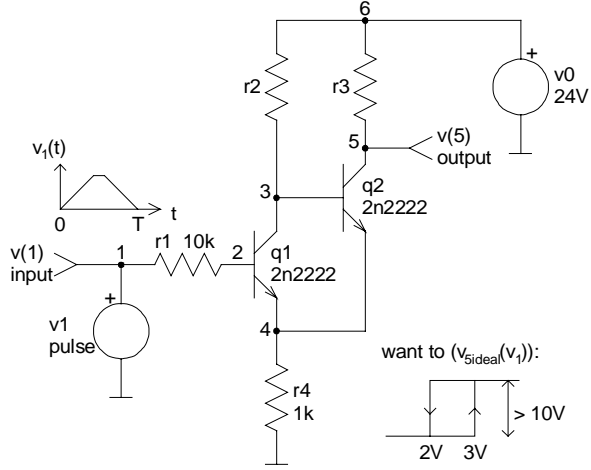 6
+
r2
r3
v0
24V
v1(t)
5
v(5)
output
3
q2
2n2222
0
T
t
v(1)
input
1
r1 10k
2
q1
2n2222
+
v1
pulse
4
want to (v5ideal(v1)):
r4
1k
> 10V
2V
3V